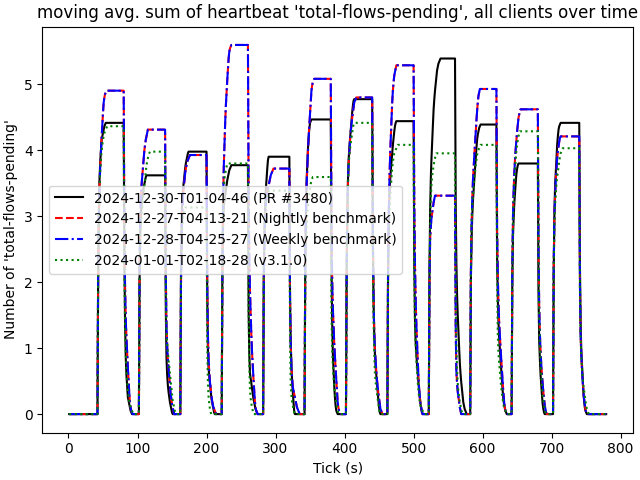 moving avg. sum of heartbeat 'total-flows-pending', all clients over time
Number of 'total-flows-pending'
5
4
3
2
1
0
2024-12-30-T01-04-46 (PR #3480)
2024-12-27-T04-13-21 (Nightly benchmark)
2024-12-28-T04-25-27 (Weekly benchmark)
2024-01-01-T02-18-28 (v3.1.0)
0 100 200 300 400 500 600 700 800
Tick (s)